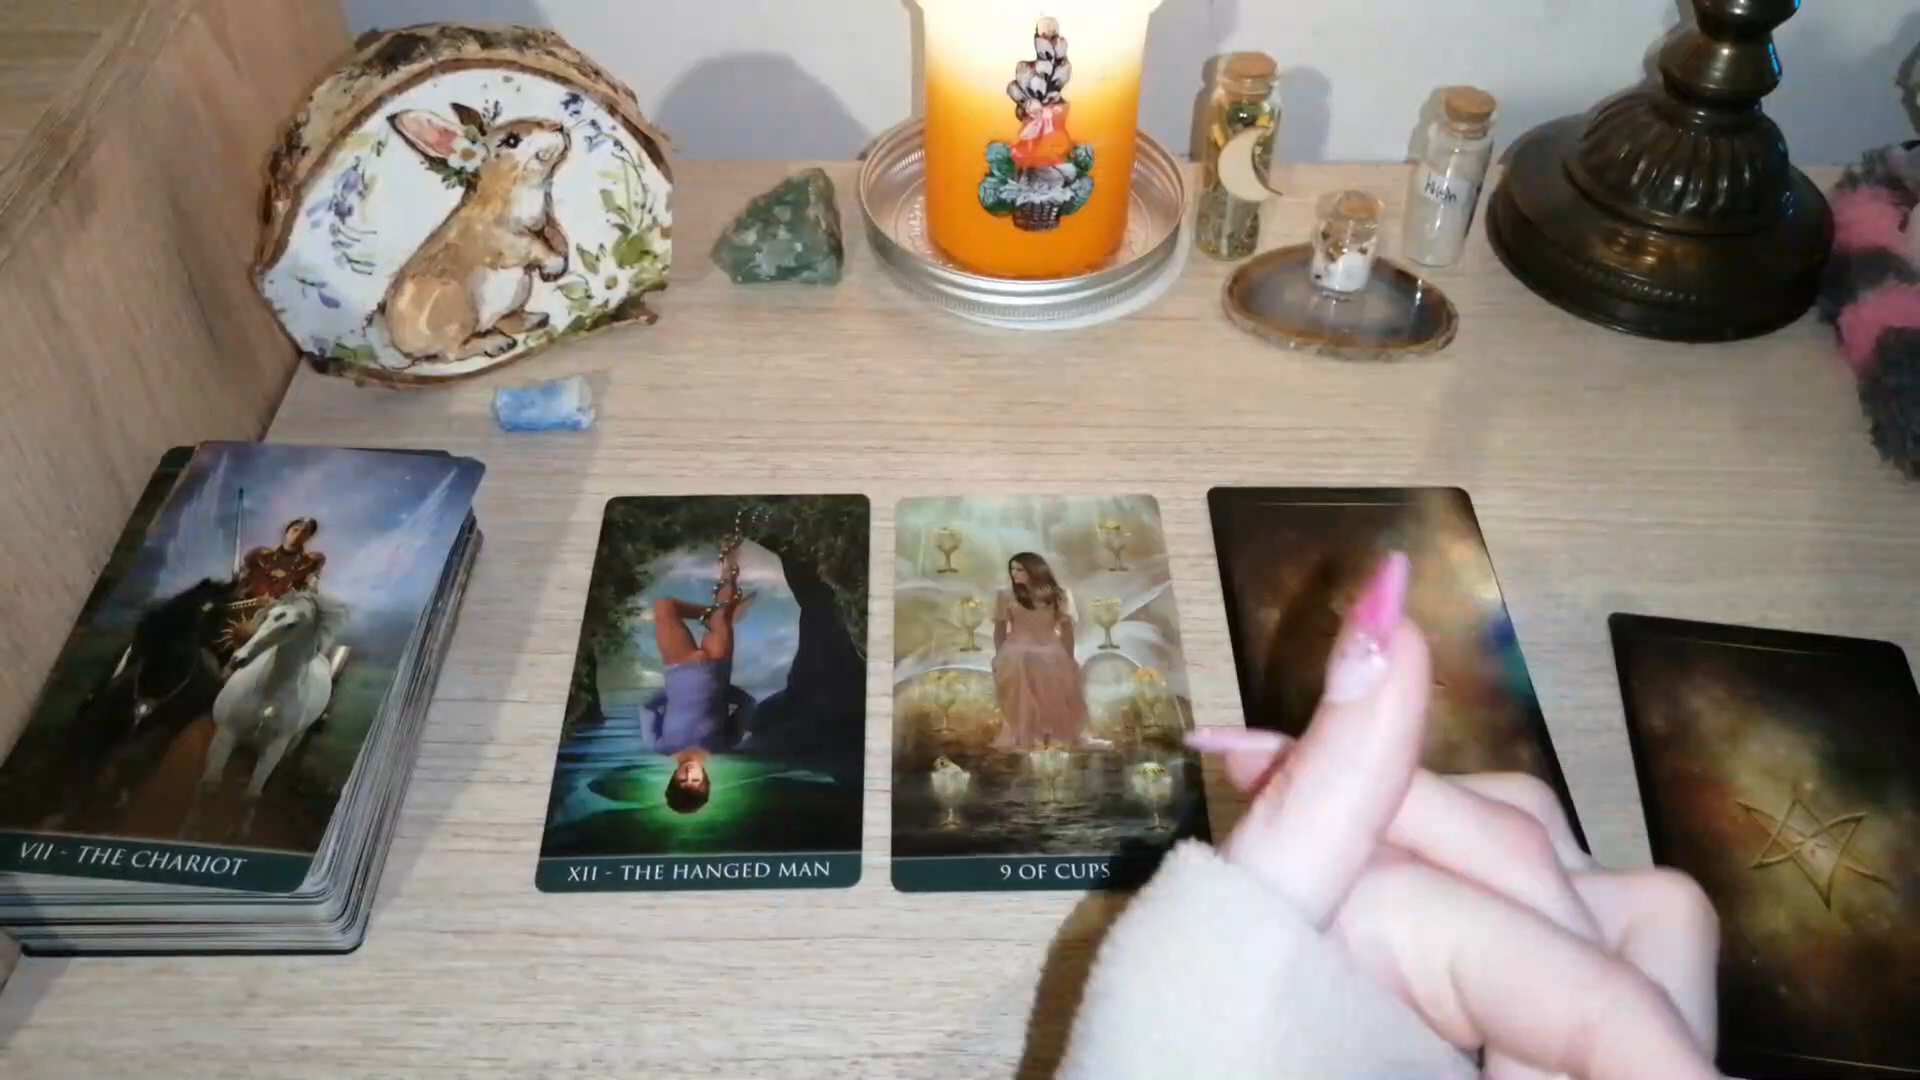 VII - THE CHARIOT
XII - THE HANGED MAN
9 OF CUPS